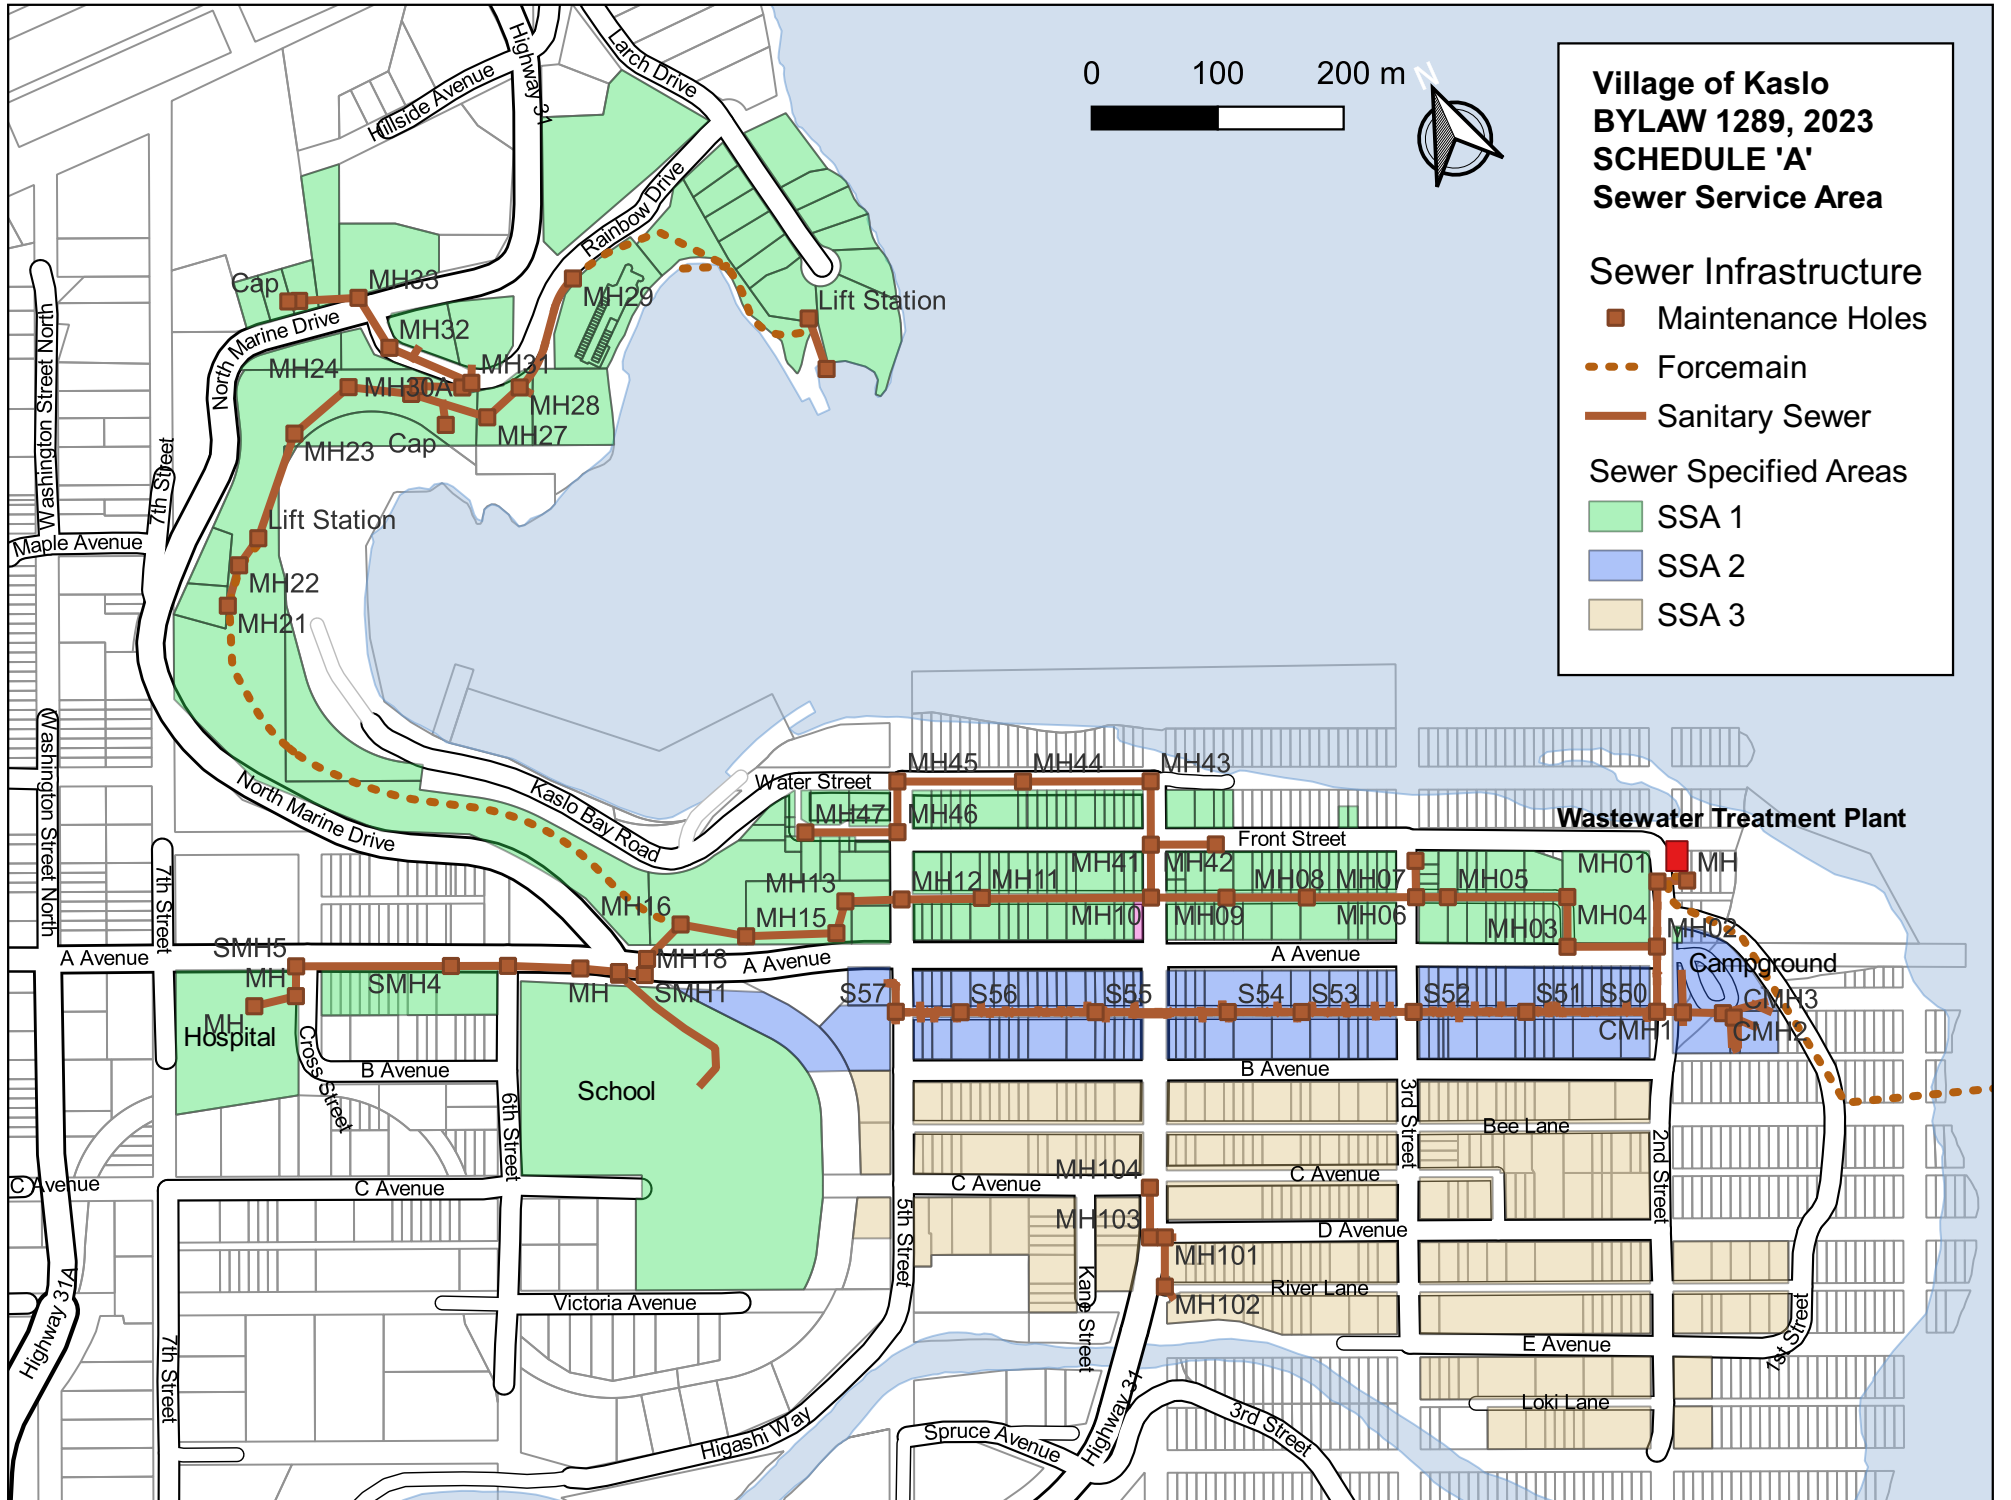 Village of Kaslo
BYLAW 1289, 2023
SCHEDULE 'A'
Sewer Service Area
Sewer Infrastructure
Maintenance Holes
Forcemain
Sanitary Sewer
Sewer Specified Areas
SSA 1
SSA 2
SSA 3
0 100 200 m
N
Larch Drive
Highway 31
Hillside Avenue
Rainbow Drive
Cap
MH33
MH29
Lift Station
North Marine Drive
MH32
MH24
MH31
MH30A
MH28
MH27
Cap
MH23
Washington Street North
7th Street
Lift Station
Maple Avenue
MH22
MH21
Washington Street North
North Marine Drive
Kaslo Bay Road
Water Street
MH45
MH44
MH43
MH47
MH46
Front Street
Wastewater Treatment Plant
MH41
MH42
MH01
MH
MH13
MH12
MH11
MH08
MH07
MH05
MH16
MH15
MH10
MH09
MH06
MH03
MH04
MH02
7th Street
A Avenue
SMH5
MH
SMH4
MH
MH18
SMH1
A Avenue
A Avenue
Campground
S57
S56
S55
S54
S53
S52
S51
S50
CMH3
CMH1
CMH2
MH
Hospital
Cross Street
B Avenue
School
B Avenue
6th Street
3rd Street
Bee Lane
2nd Street
C Avenue
C Avenue
C Avenue
MH104
C Avenue
MH103
5th Street
D Avenue
MH101
River Lane
MH102
Kane Street
Victoria Avenue
Highway 31A
7th Street
E Avenue
1st Street
Loki Lane
Higashi Way
Spruce Avenue
Highway 31
3rd Street